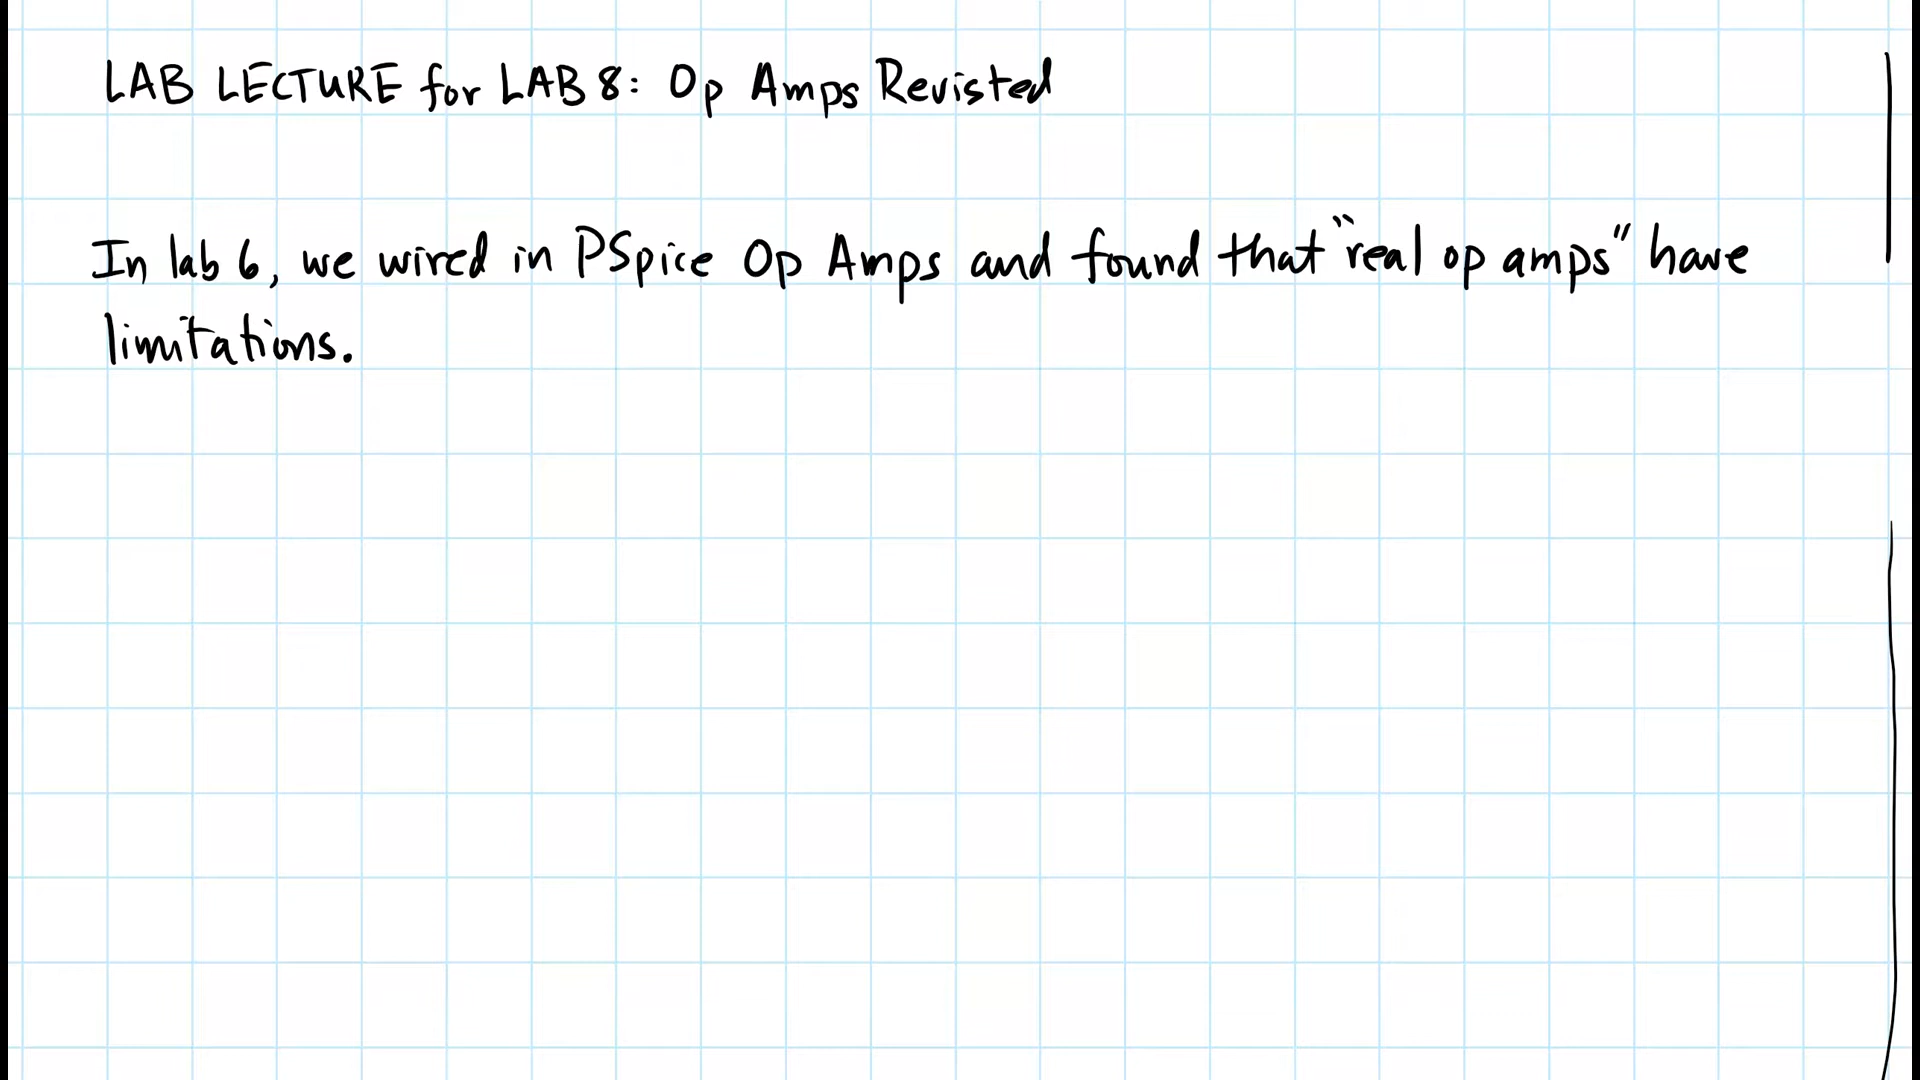 LAB LECTURE for LAB 8: Op Amps Revisted
In lab 6, we wired in PSpice Op Amps and found that "real op amps" have
limitations.